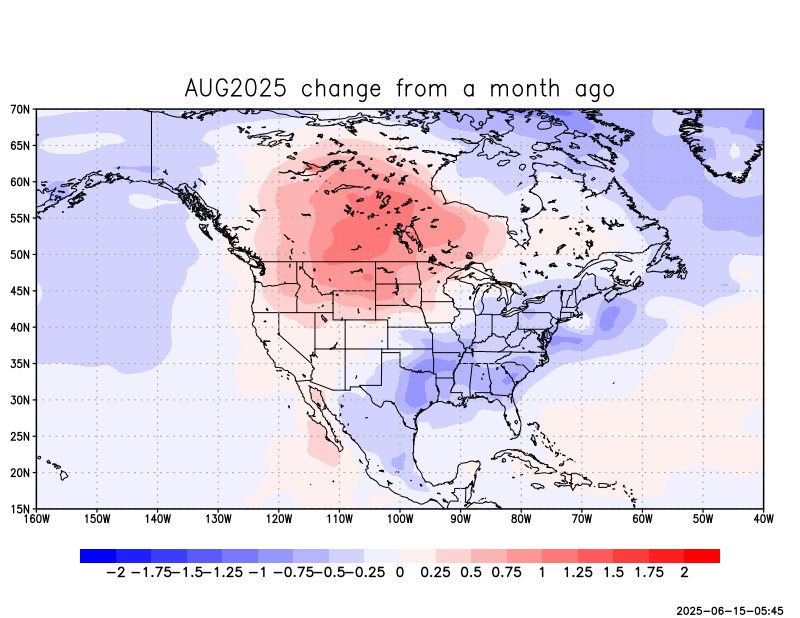 AUG2025 change from a month ago
70N
65N
60N
55N
50N
45N
40N
35N
30N
25N
20N
15N
160W 150W 140W 130W 120W 110W 100W 90W 80W 70W 60W 50W 40W
−2 −1.75 −1.5 −1.25 −1 −0.75 −0.5 −0.25 0 0.25 0.5 0.75 1 1.25 1.5 1.75 2
2025−06−15−05:45